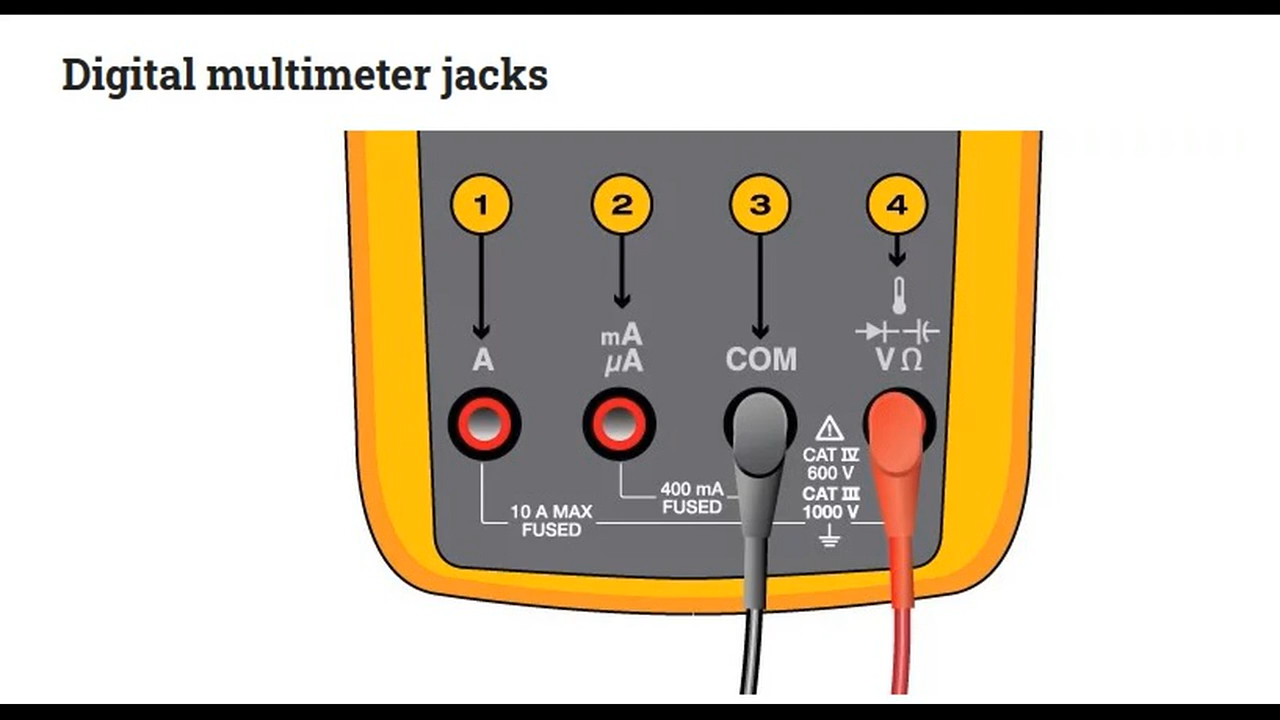 Digital multimeter jacks
1
2
3
4
A
mA
µA
COM
V Ω
10 A MAX
FUSED
400 mA
FUSED
CAT IV
600 V
CAT III
1000 V